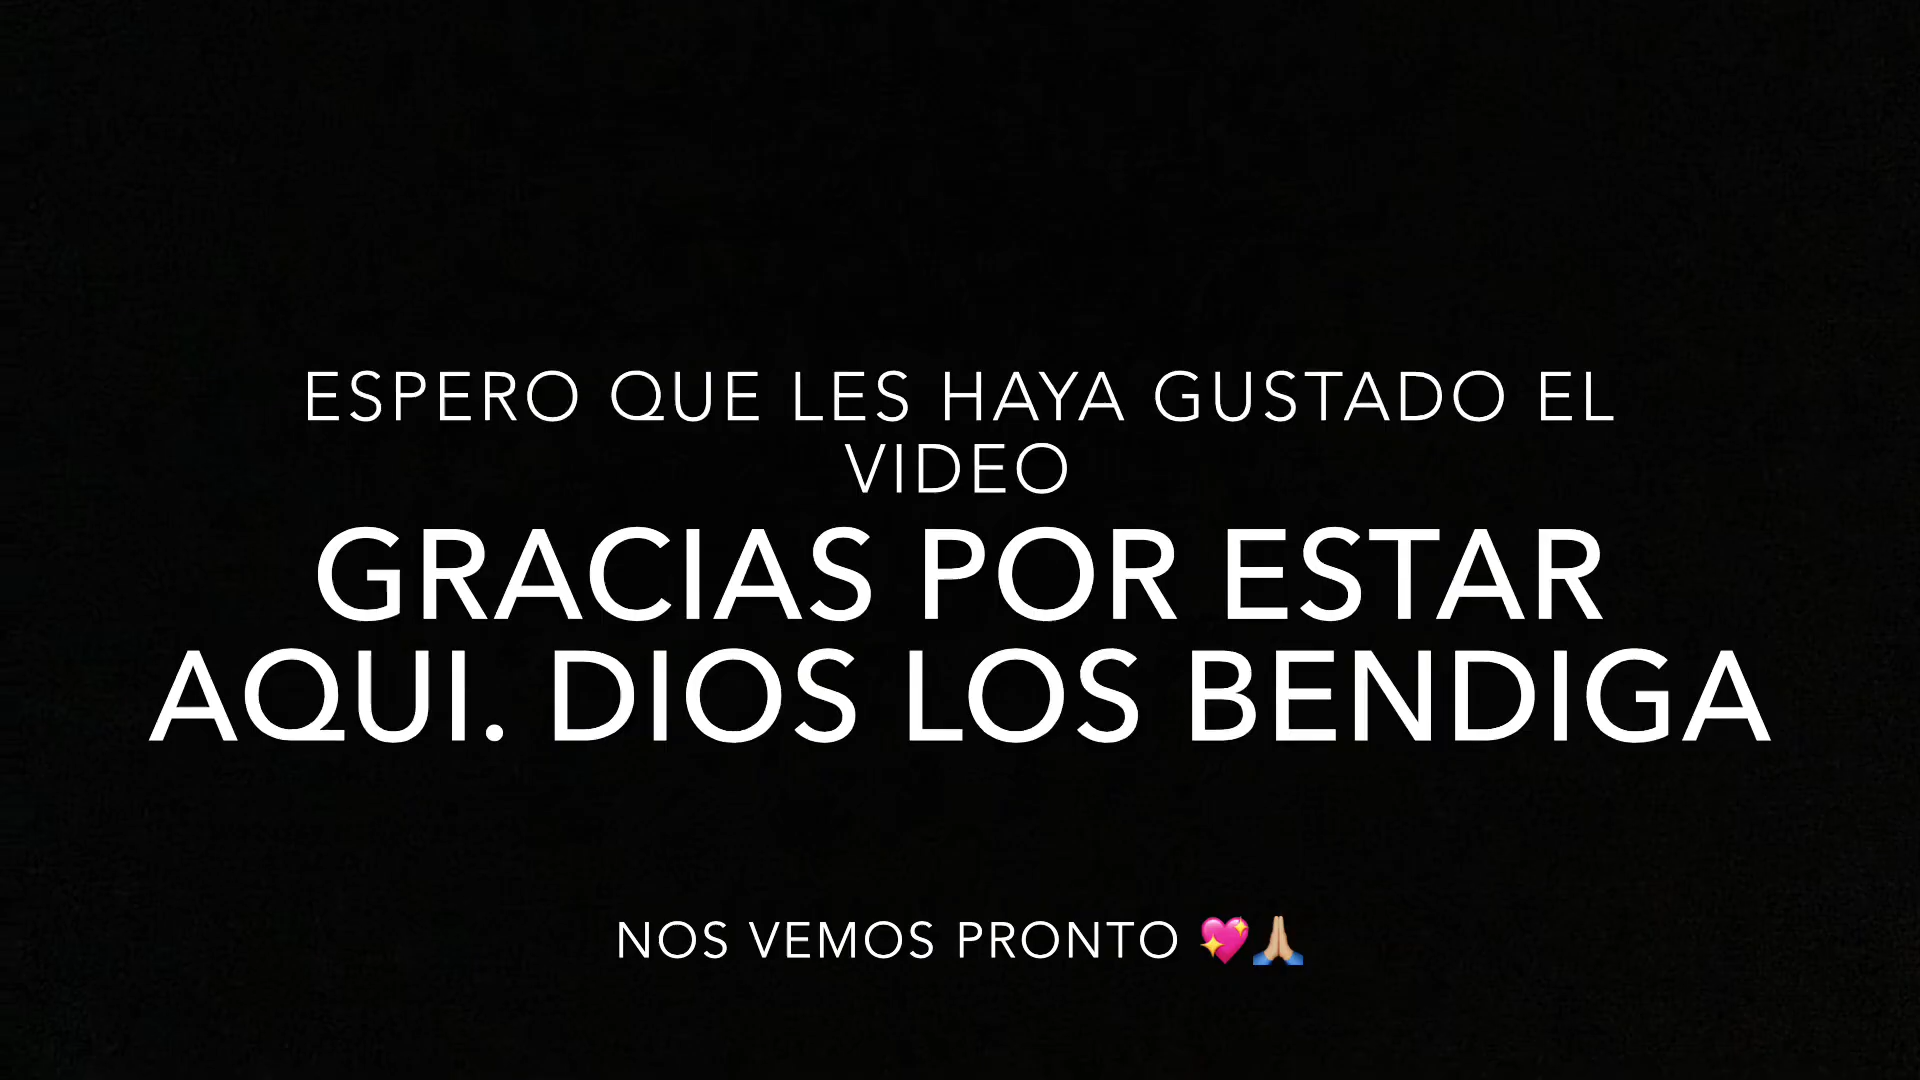 ESPERO QUE LES HAYA GUSTADO EL
VIDEO
GRACIAS POR ESTAR
AQUI. DIOS LOS BENDIGA
NOS VEMOS PRONTO 💖🙏🏼